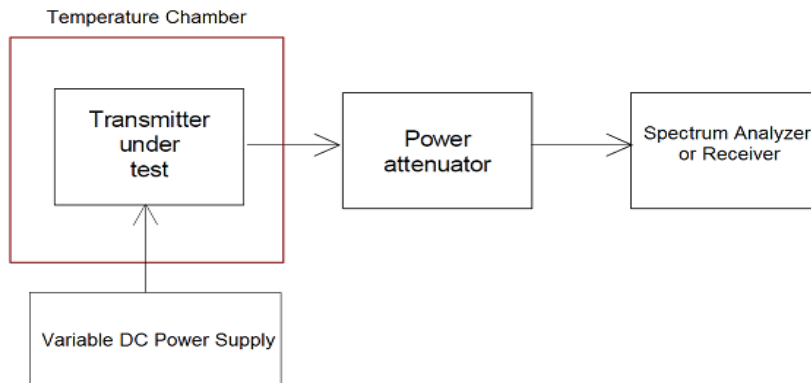 Temperature Chamber
Transmitter
under
test
Power
attenuator
Spectrum Analyzer
or Receiver
Variable DC Power Supply